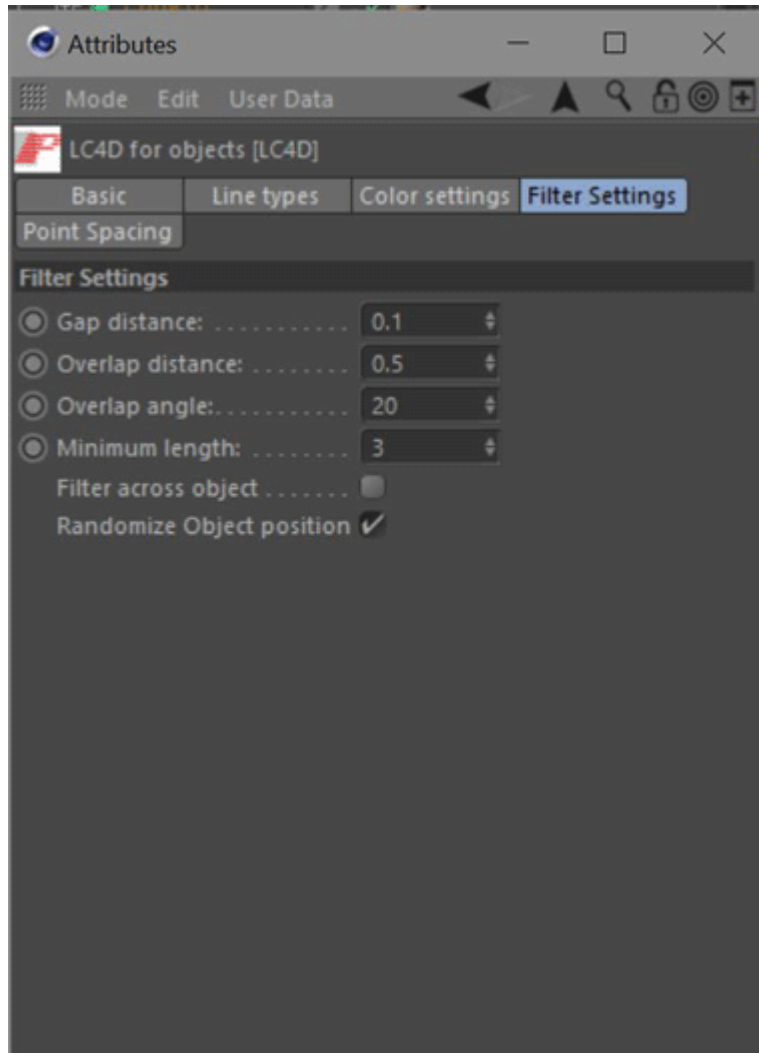 Attributes
Mode Edit User Data
LC4D for objects [LC4D]
Basic Line types Color settings Filter Settings
Point Spacing
Filter Settings
Gap distance: . . . . . . . . . . . 0.1
Overlap distance: . . . . . . . . 0.5
Overlap angle:. . . . . . . . . . . 20
Minimum length: . . . . . . . . 3
Filter across object . . . . . . .
Randomize Object position